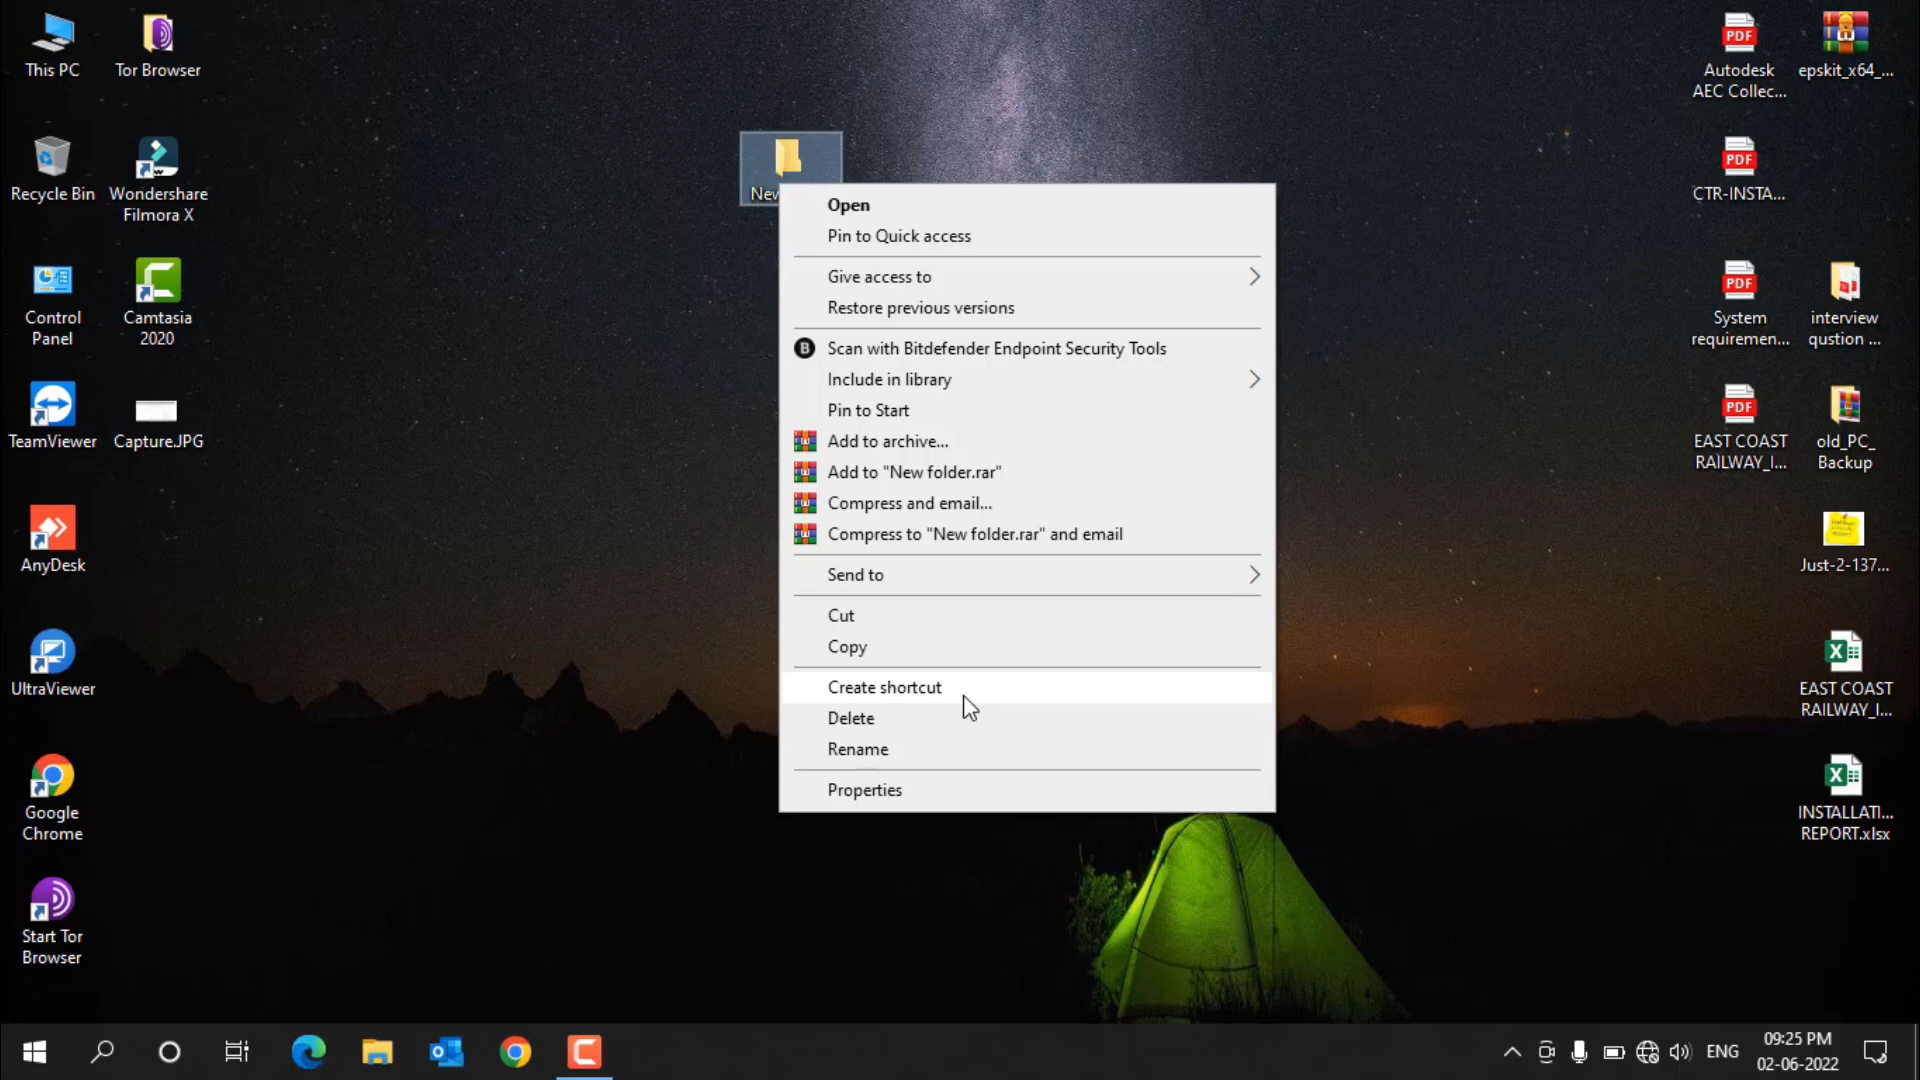 This PC
Tor Browser
Recycle Bin
Wondershare
Filmora X
Control
Panel
Camtasia
2020
TeamViewer
Capture.JPG
AnyDesk
UltraViewer
Google
Chrome
Start Tor
Browser
New
Open
Pin to Quick access
Give access to
Restore previous versions
B
Scan with Bitdefender Endpoint Security Tools
Include in library
Pin to Start
Add to archive...
Add to "New folder.rar"
Compress and email...
Compress to "New folder.rar" and email
Send to
Cut
Copy
Create shortcut
Delete
Rename
Properties
PDF
Autodesk
AEC Collec...
epskit_x64_...
PDF
CTR-INSTA...
PDF
System
requiremen...
interview
qustion ...
PDF
EAST COAST
RAILWAY_I...
old_PC_
Backup
Just-2-137...
EAST COAST
RAILWAY_I...
INSTALLATI...
REPORT.xlsx
ENG
09:25 PM
02-06-2022